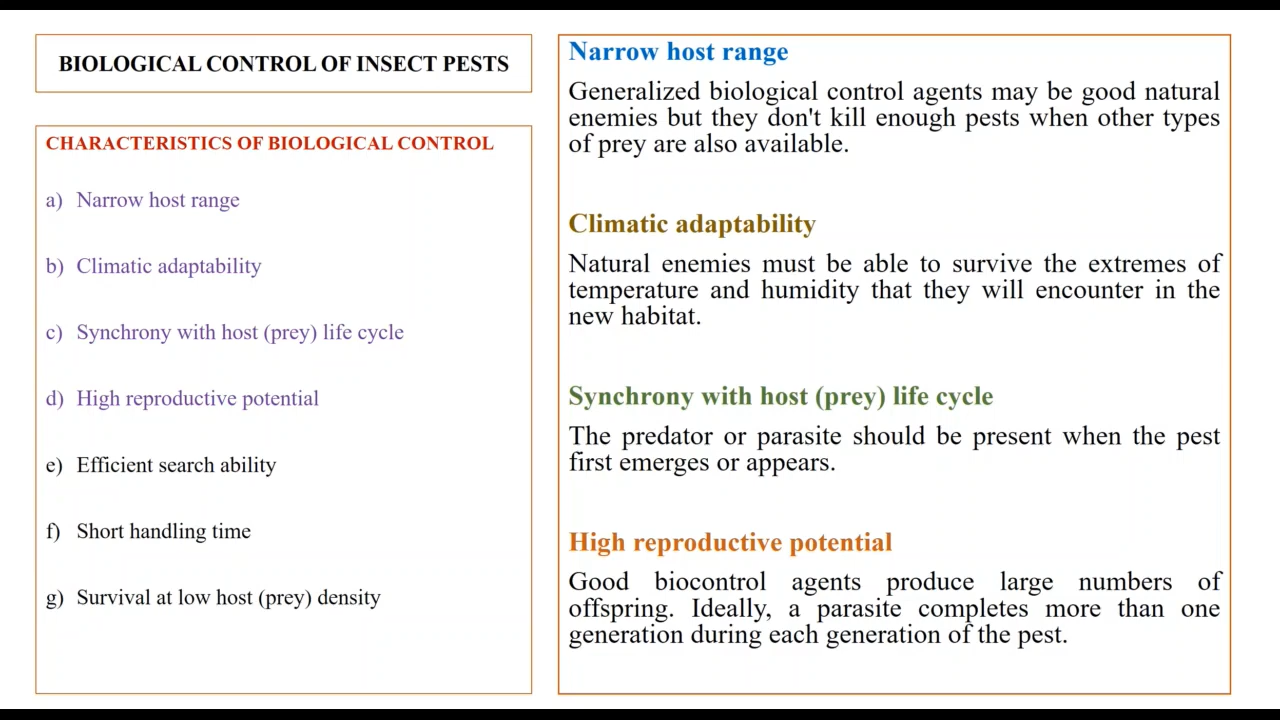 BIOLOGICAL CONTROL OF INSECT PESTS
CHARACTERISTICS OF BIOLOGICAL CONTROL
a) Narrow host range
b) Climatic adaptability
c) Synchrony with host (prey) life cycle
d) High reproductive potential
e) Efficient search ability
f) Short handling time
g) Survival at low host (prey) density
Narrow host range
Generalized biological control agents may be good natural
enemies but they don't kill enough pests when other types
of prey are also available.
Climatic adaptability
Natural enemies must be able to survive the extremes of
temperature and humidity that they will encounter in the
new habitat.
Synchrony with host (prey) life cycle
The predator or parasite should be present when the pest
first emerges or appears.
High reproductive potential
Good biocontrol agents produce large numbers of
offspring. Ideally, a parasite completes more than one
generation during each generation of the pest.